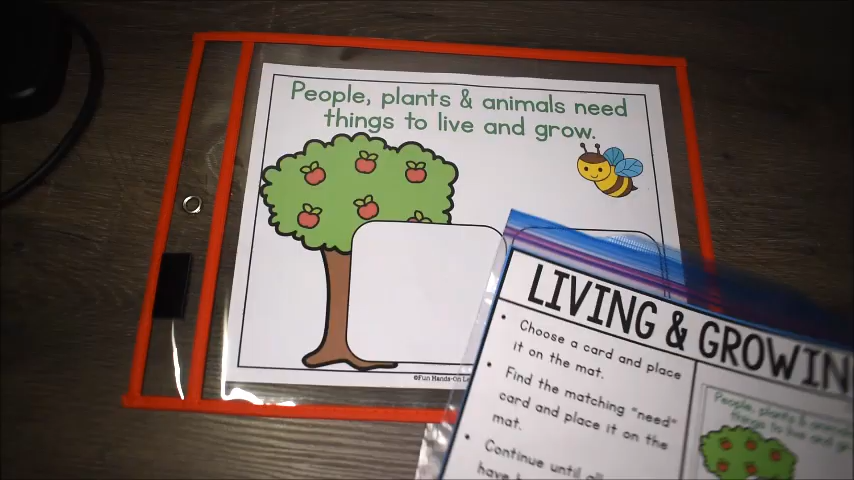 People, plants & animals need
things to live and grow.
©Fun Hands-On
LIVING & GROWIN
• Choose a card and place
it on the mat.
• Find the matching "need"
card and place it on the
mat.
• Continue until all
People, plants & animals
things to live and